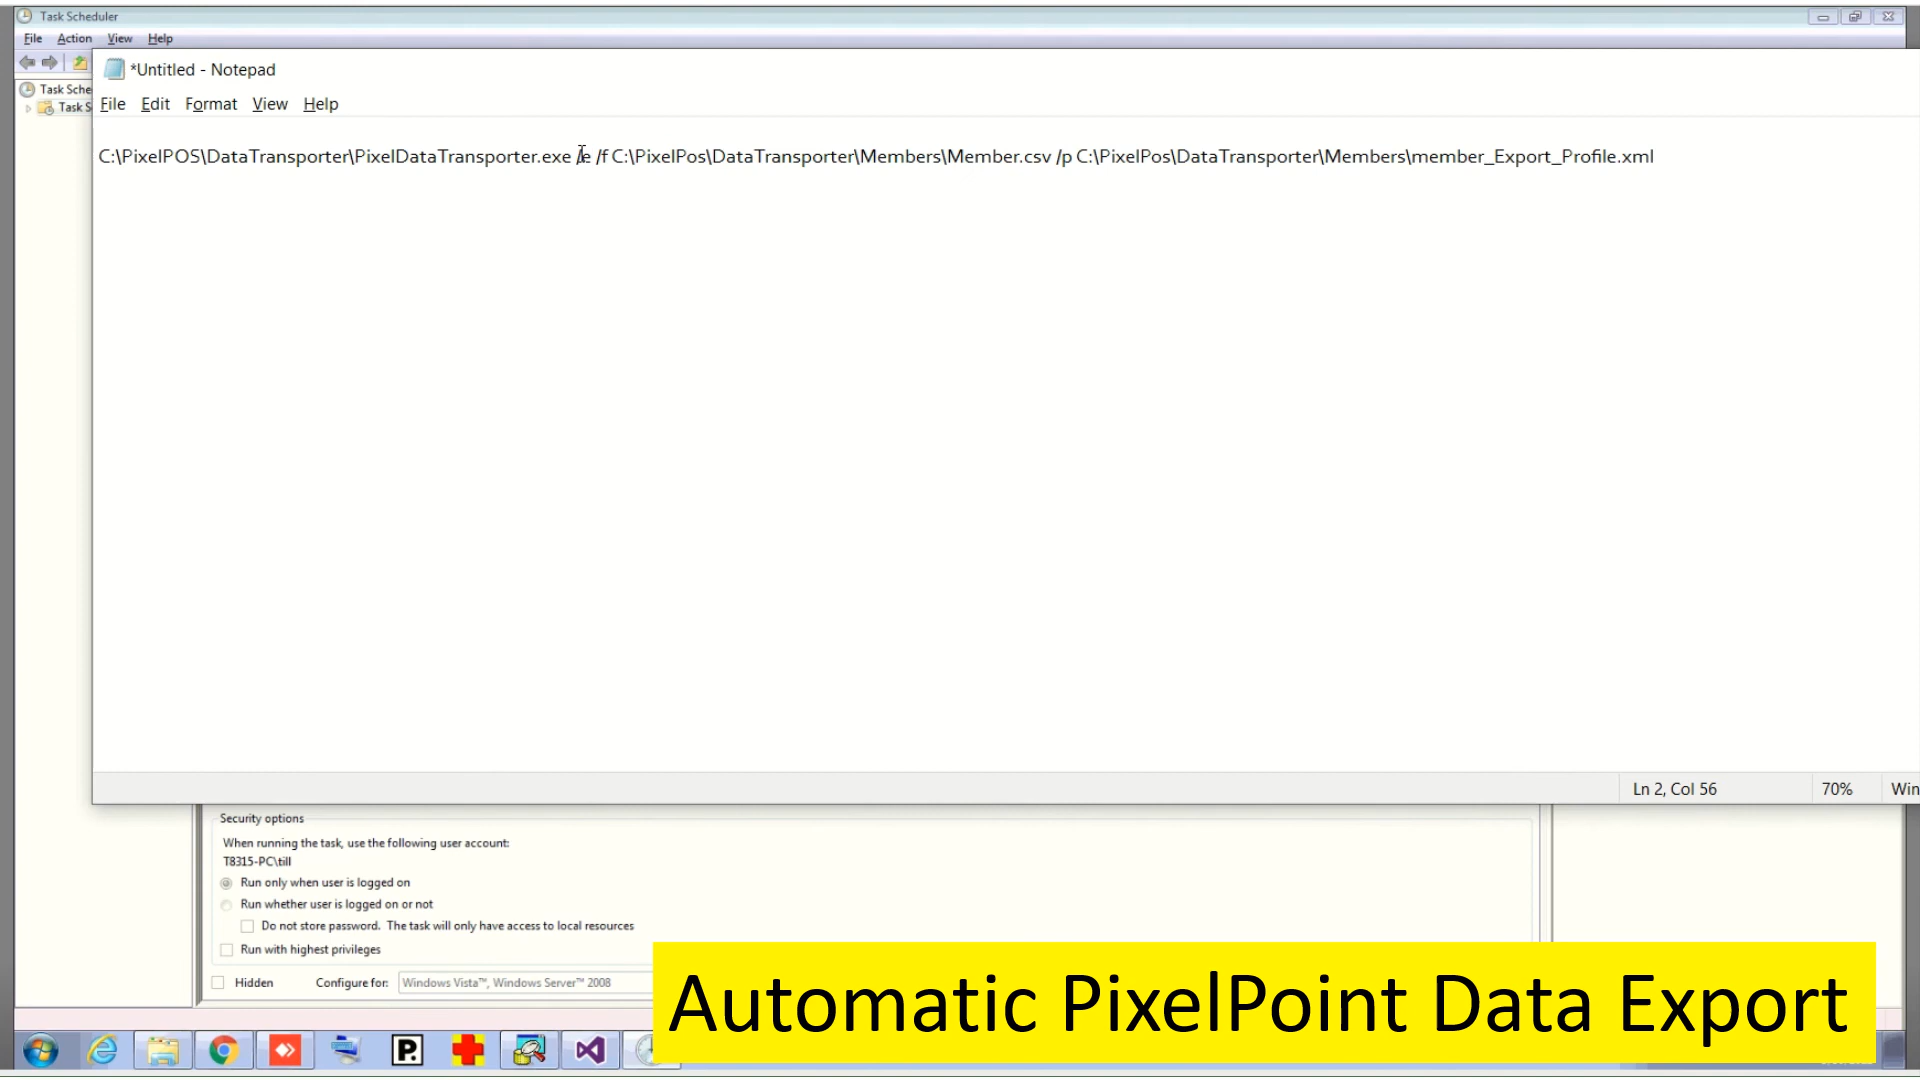 Task Scheduler
File Action View Help
*Untitled - Notepad
Task Sche
File Edit Format View Help
Task S
C:\PixelPOS\DataTransporter\PixelDataTransporter.exe /e /f C:\PixelPos\DataTransporter\Members\Member.csv /p C:\PixelPos\DataTransporter\Members\member_Export_Profile.xml
Ln 2, Col 56 70% Win
Security options
When running the task, use the following user account:
T8315-PC\till
Run only when user is logged on
Run whether user is logged on or not
Do not store password. The task will only have access to local resources
Run with highest privileges
Hidden Configure for: Windows Vista™, Windows Server™ 2008
Automatic PixelPoint Data Export
P.